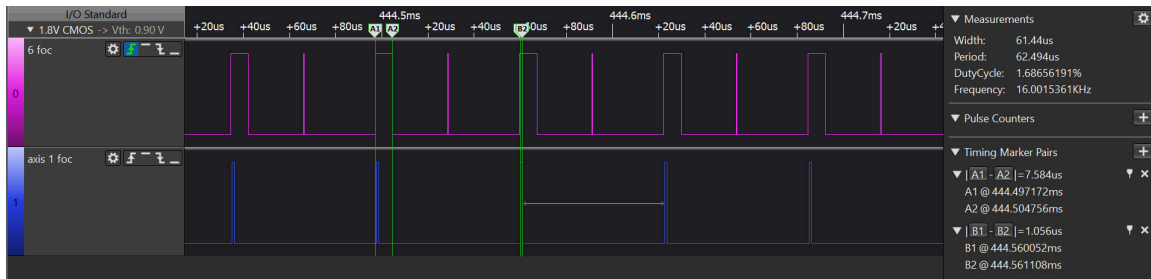 I/O Standard
▼ 1.8V CMOS -> Vth: 0.90 V
444.5ms 444.6ms 444.7ms
+20us +40us +60us +80us A1 A2 +20us +40us B2 60us +80us +20us +40us +60us +80us +20us
6 foc
0
axis 1 foc
1
▼ Measurements
Width: 61.44us
Period: 62.494us
DutyCycle: 1.68656191%
Frequency: 16.0015361KHz
▼ Pulse Counters +
▼ Timing Marker Pairs +
▼ | A1 - A2 |=7.584us
A1 @ 444.497172ms
A2 @ 444.504756ms
▼ | B1 - B2 |=1.056us
B1 @ 444.560052ms
B2 @ 444.561108ms